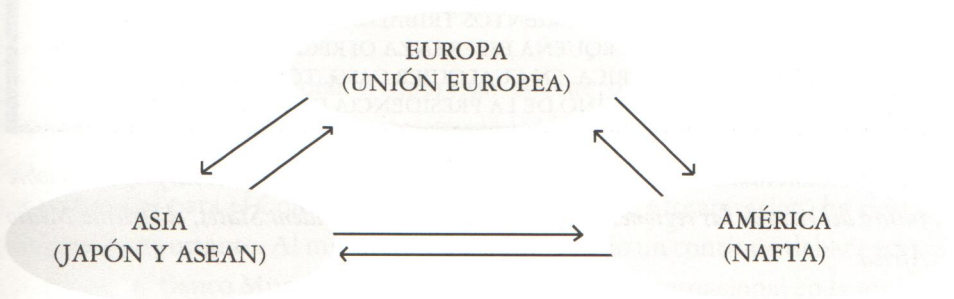 EUROPA
(UNIÓN EUROPEA)
ASIA
(JAPÓN Y ASEAN)
AMÉRICA
(NAFTA)